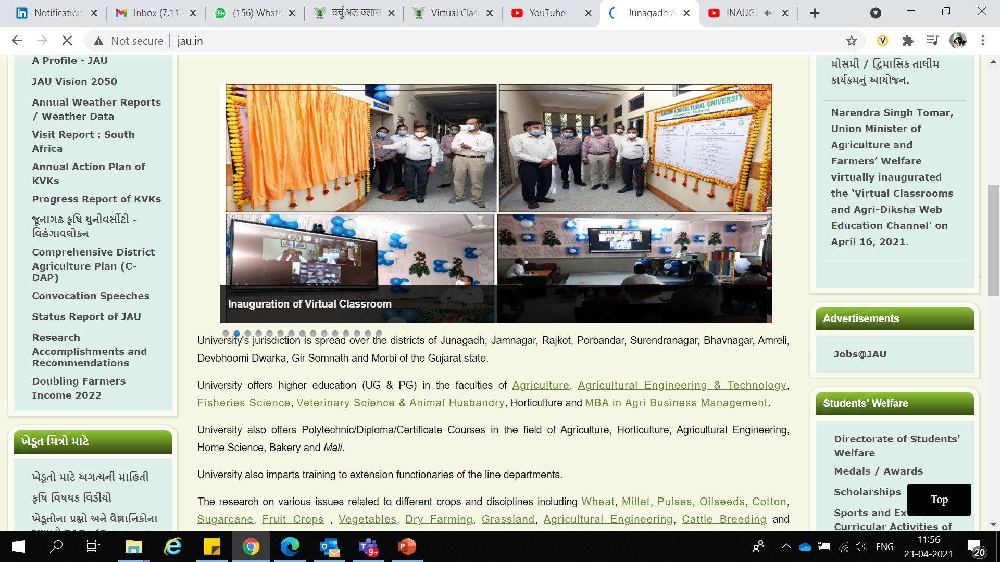 Notification
Inbox (7,112
(156) Whats
वर्चुअल क्लास
Virtual Clas
YouTube
Junagadh A
INAUGU
Not secure
jau.in
A Profile - JAU
JAU Vision 2050
Annual Weather Reports
/ Weather Data
Visit Report : South
Africa
Annual Action Plan of
KVKs
Progress Report of KVKs
જૂનાગઢ કૃષિ યુનીવર્સીટી -
વિહંગાવલોકન
Comprehensive District
Agriculture Plan (C-
DAP)
Convocation Speeches
Status Report of JAU
Research
Accomplishments and
Recommendations
Doubling Farmers
Income 2022
ખેડૂત મિત્રો માટે
ખેડૂતો માટે અગત્યની માહિતી
કૃષિ વિષયક વિડીયો
ખેડૂતોના પ્રશ્નો અને વૈજ્ઞાનિકોના
JUNAGADH AGRICULTURAL UNIVERSITY
Junagadh, Gujarat
Inauguration of Virtual Classroom
University's jurisdiction is spread over the districts of Junagadh, Jamnagar, Rajkot, Porbandar, Surendranagar, Bhavnagar, Amreli,
Devbhoomi Dwarka, Gir Somnath and Morbi of the Gujarat state.
University offers higher education (UG & PG) in the faculties of Agriculture, Agricultural Engineering & Technology,
Fisheries Science, Veterinary Science & Animal Husbandry, Horticulture and MBA in Agri Business Management.
University also offers Polytechnic/Diploma/Certificate Courses in the field of Agriculture, Horticulture, Agricultural Engineering,
Home Science, Bakery and Mali.
University also imparts training to extension functionaries of the line departments.
The research on various issues related to different crops and disciplines including Wheat, Millet, Pulses, Oilseeds, Cotton,
Sugarcane, Fruit Crops , Vegetables, Dry Farming, Grassland, Agricultural Engineering, Cattle Breeding and
મોસમી / દ્વિમાસિક તાલીમ
કાર્યક્રમનું આયોજન.
Narendra Singh Tomar,
Union Minister of
Agriculture and
Farmers’ Welfare
virtually inaugurated
the ‘Virtual Classrooms
and Agri-Diksha Web
Education Channel' on
April 16, 2021.
Advertisements
Jobs@JAU
Students' Welfare
Directorate of Students'
Welfare
Medals / Awards
Scholarships
Top
Sports and Extra
Curricular Activities of
ENG
11:56
23-04-2021
20